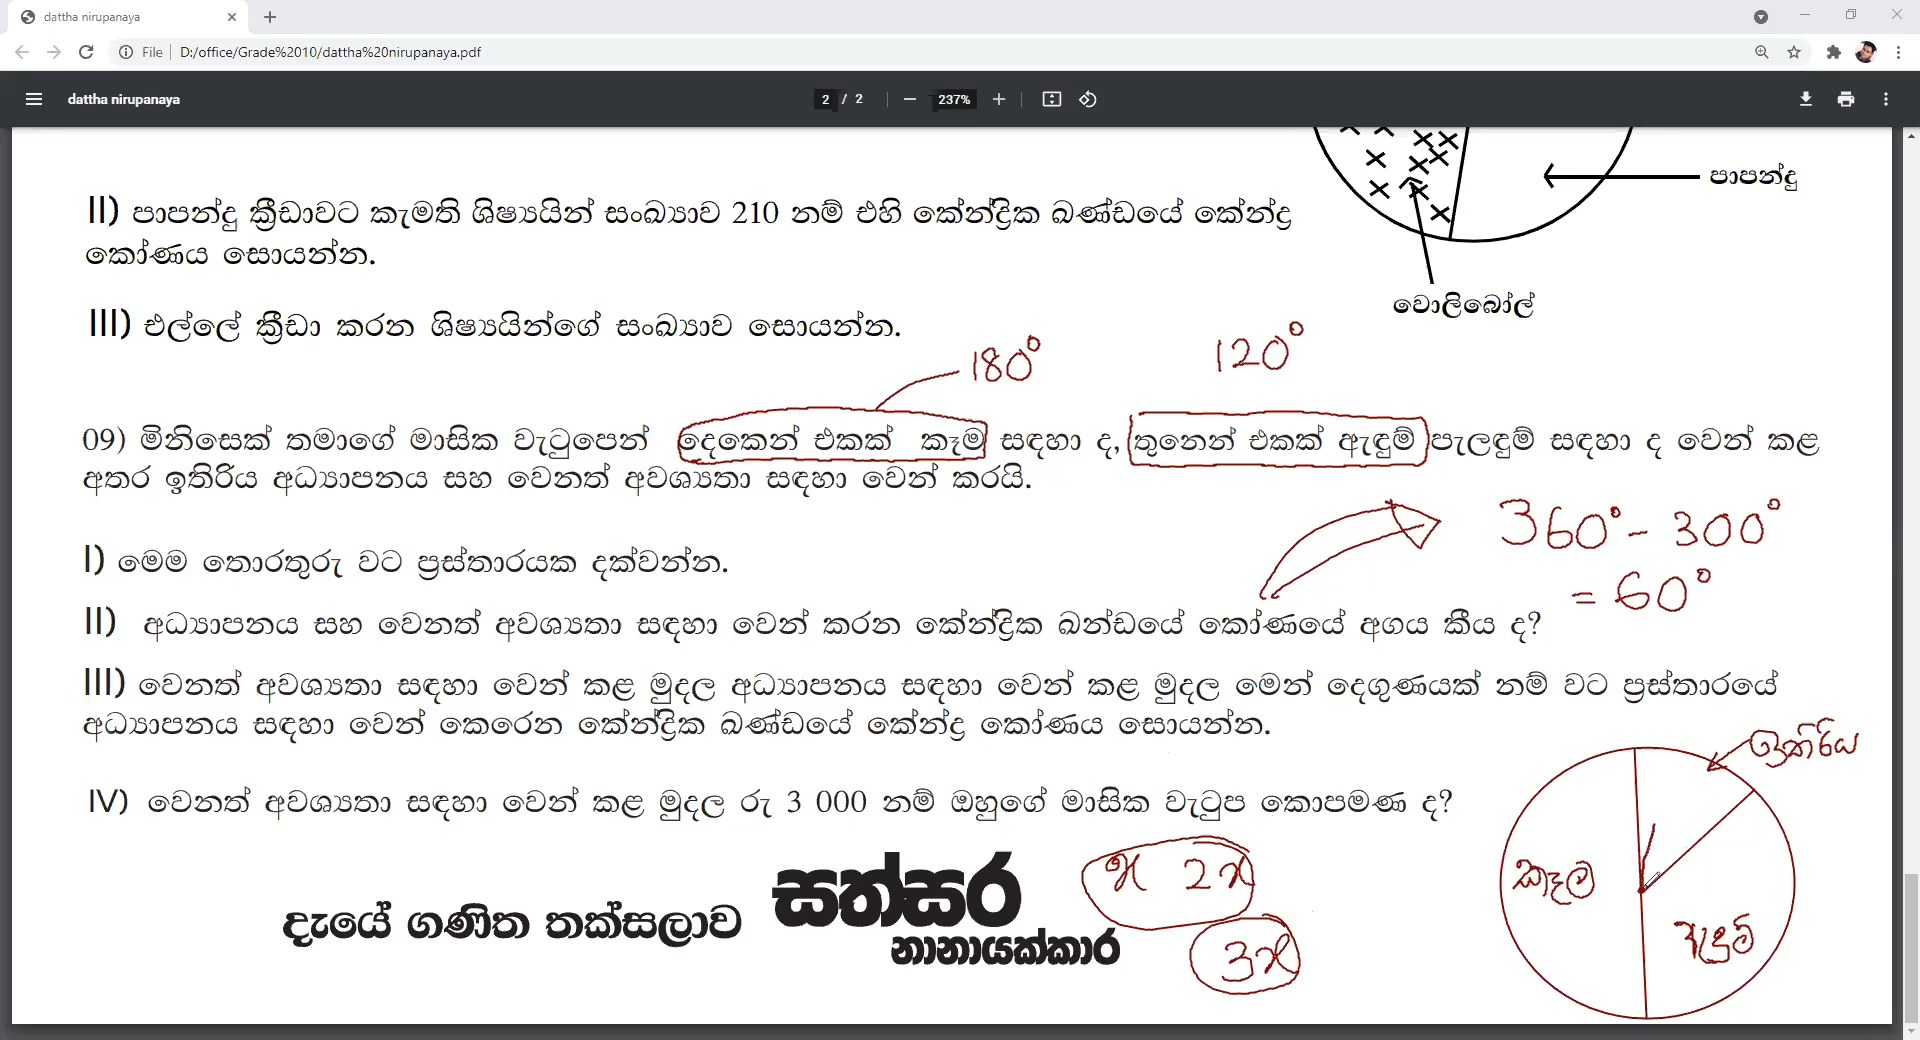 dattha nirupanaya
File D:/office/Grade%2010/dattha%20nirupanaya.pdf
dattha nirupanaya
2 / 2
237%
පාපන්දු
II) පාපන්දු ක්‍රීඩාවට කැමති ශිෂ්‍යයින් සංඛ්‍යාව 210 නම් එහි කේන්ද්‍රික ඛණ්ඩයේ කේන්ද්‍ර
කෝණය සොයන්න.
වොලිබෝල්
III) එල්ලේ ක්‍රීඩා කරන ශිෂ්‍යයින්ගේ සංඛ්‍යාව සොයන්න.
180° 120°
09) මිනිසෙක් තමාගේ මාසික වැටුපෙන් දෙකෙන් එකක් කෑම සඳහා ද, තුනෙන් එකක් ඇඳුම් පැලඳුම් සඳහා ද වෙන් කළ
අතර ඉතිරිය අධ්‍යාපනය සහ වෙනත් අවශ්‍යතා සඳහා වෙන් කරයි.
360° - 300°
I) මෙම තොරතුරු වට ප්‍රස්තාරයක දක්වන්න.
= 60°
II) අධ්‍යාපනය සහ වෙනත් අවශ්‍යතා සඳහා වෙන් කරන කේන්ද්‍රික ඛන්ඩයේ කෝණයේ අගය කීය ද?
III) වෙනත් අවශ්‍යතා සඳහා වෙන් කළ මුදල අධ්‍යාපනය සඳහා වෙන් කළ මුදල මෙන් දෙගුණයක් නම් වට ප්‍රස්තාරයේ
අධ්‍යාපනය සඳහා වෙන් කෙරෙන කේන්ද්‍රික ඛණ්ඩයේ කේන්ද්‍ර කෝණය සොයන්න.
ඉතිරිය
IV) වෙනත් අවශ්‍යතා සඳහා වෙන් කළ මුදල රු 3 000 නම් ඔහුගේ මාසික වැටුප කොපමණ ද?
x 2x
කෑම
සත්සර
දැයේ ගණිත තක්සලාව
නානායක්කාර
3x
ඇඳුම්